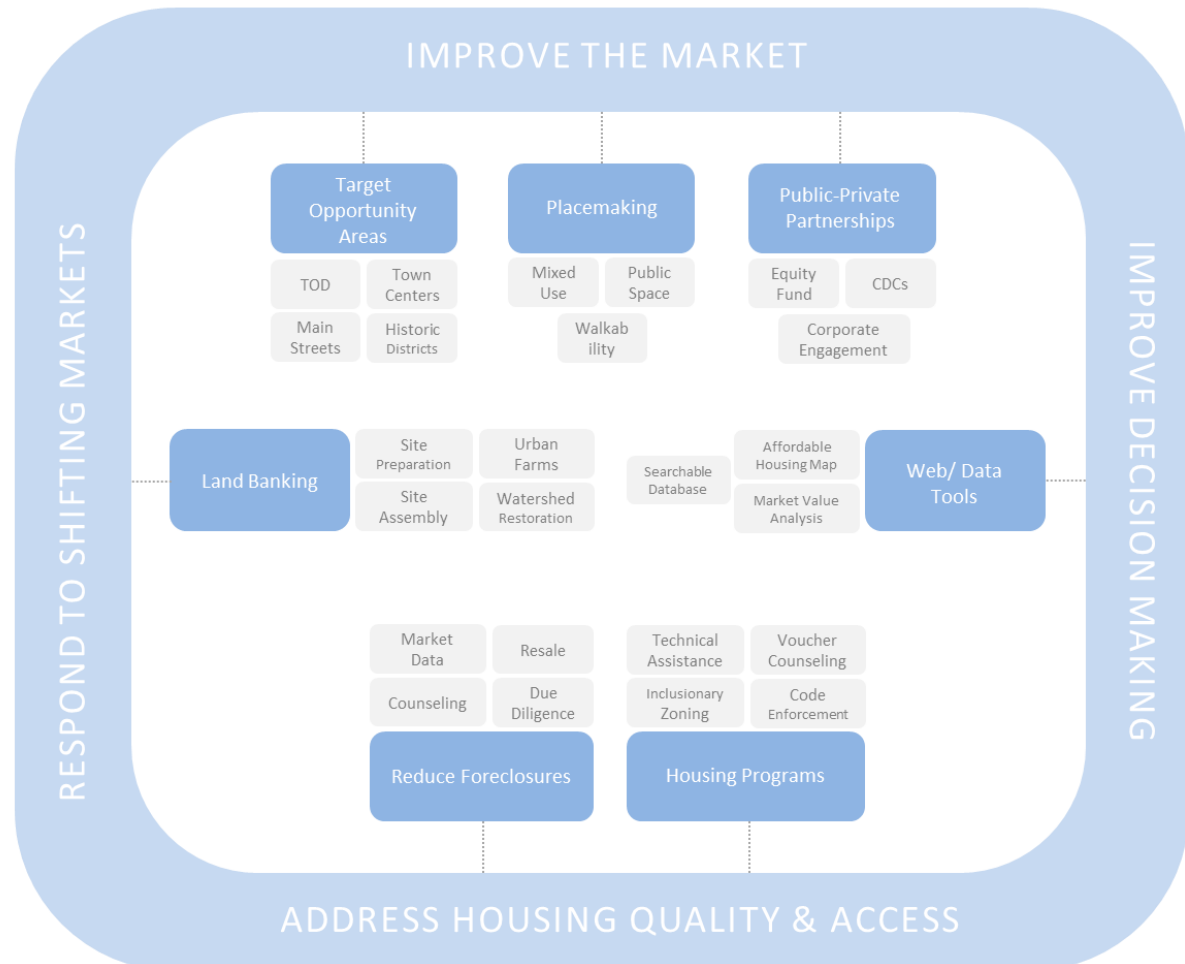 IMPROVE THE MARKET
Target
Opportunity
Areas
TOD
Town
Centers
Main
Streets
Historic
Districts
Placemaking
Mixed
Use
Public
Space
Walkab
ility
Public-Private
Partnerships
Equity
Fund
CDCs
Corporate
Engagement
RESPOND TO SHIFTING MARKETS
Land Banking
Site
Preparation
Urban
Farms
Site
Assembly
Watershed
Restoration
Searchable
Database
Affordable
Housing Map
Market Value
Analysis
Web/ Data
Tools
IMPROVE DECISION MAKING
Market
Data
Resale
Counseling
Due
Diligence
Reduce Foreclosures
Technical
Assistance
Voucher
Counseling
Inclusionary
Zoning
Code
Enforcement
Housing Programs
ADDRESS HOUSING QUALITY & ACCESS